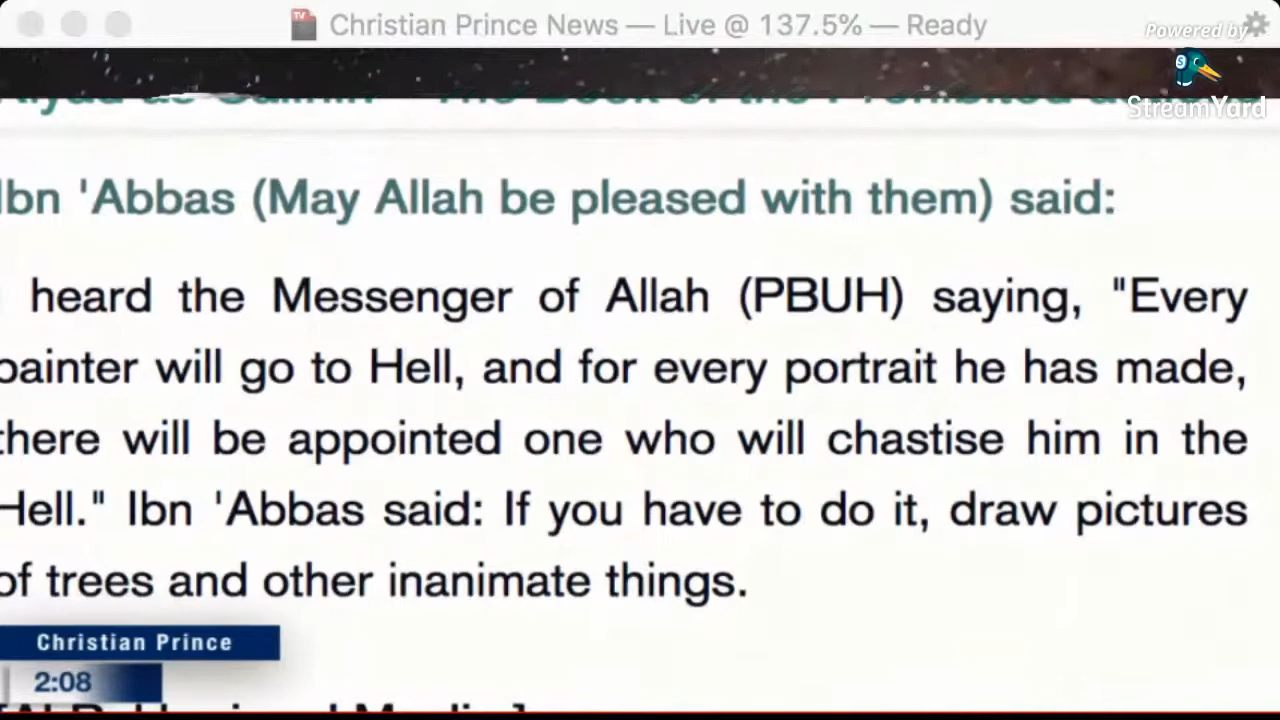 Christian Prince News — Live @ 137.5% — Ready
Powered by
StreamYard
Ibn 'Abbas (May Allah be pleased with them) said:
heard the Messenger of Allah (PBUH) saying, "Every
painter will go to Hell, and for every portrait he has made,
there will be appointed one who will chastise him in the
Hell." Ibn 'Abbas said: If you have to do it, draw pictures
of trees and other inanimate things.
Christian Prince
2:08